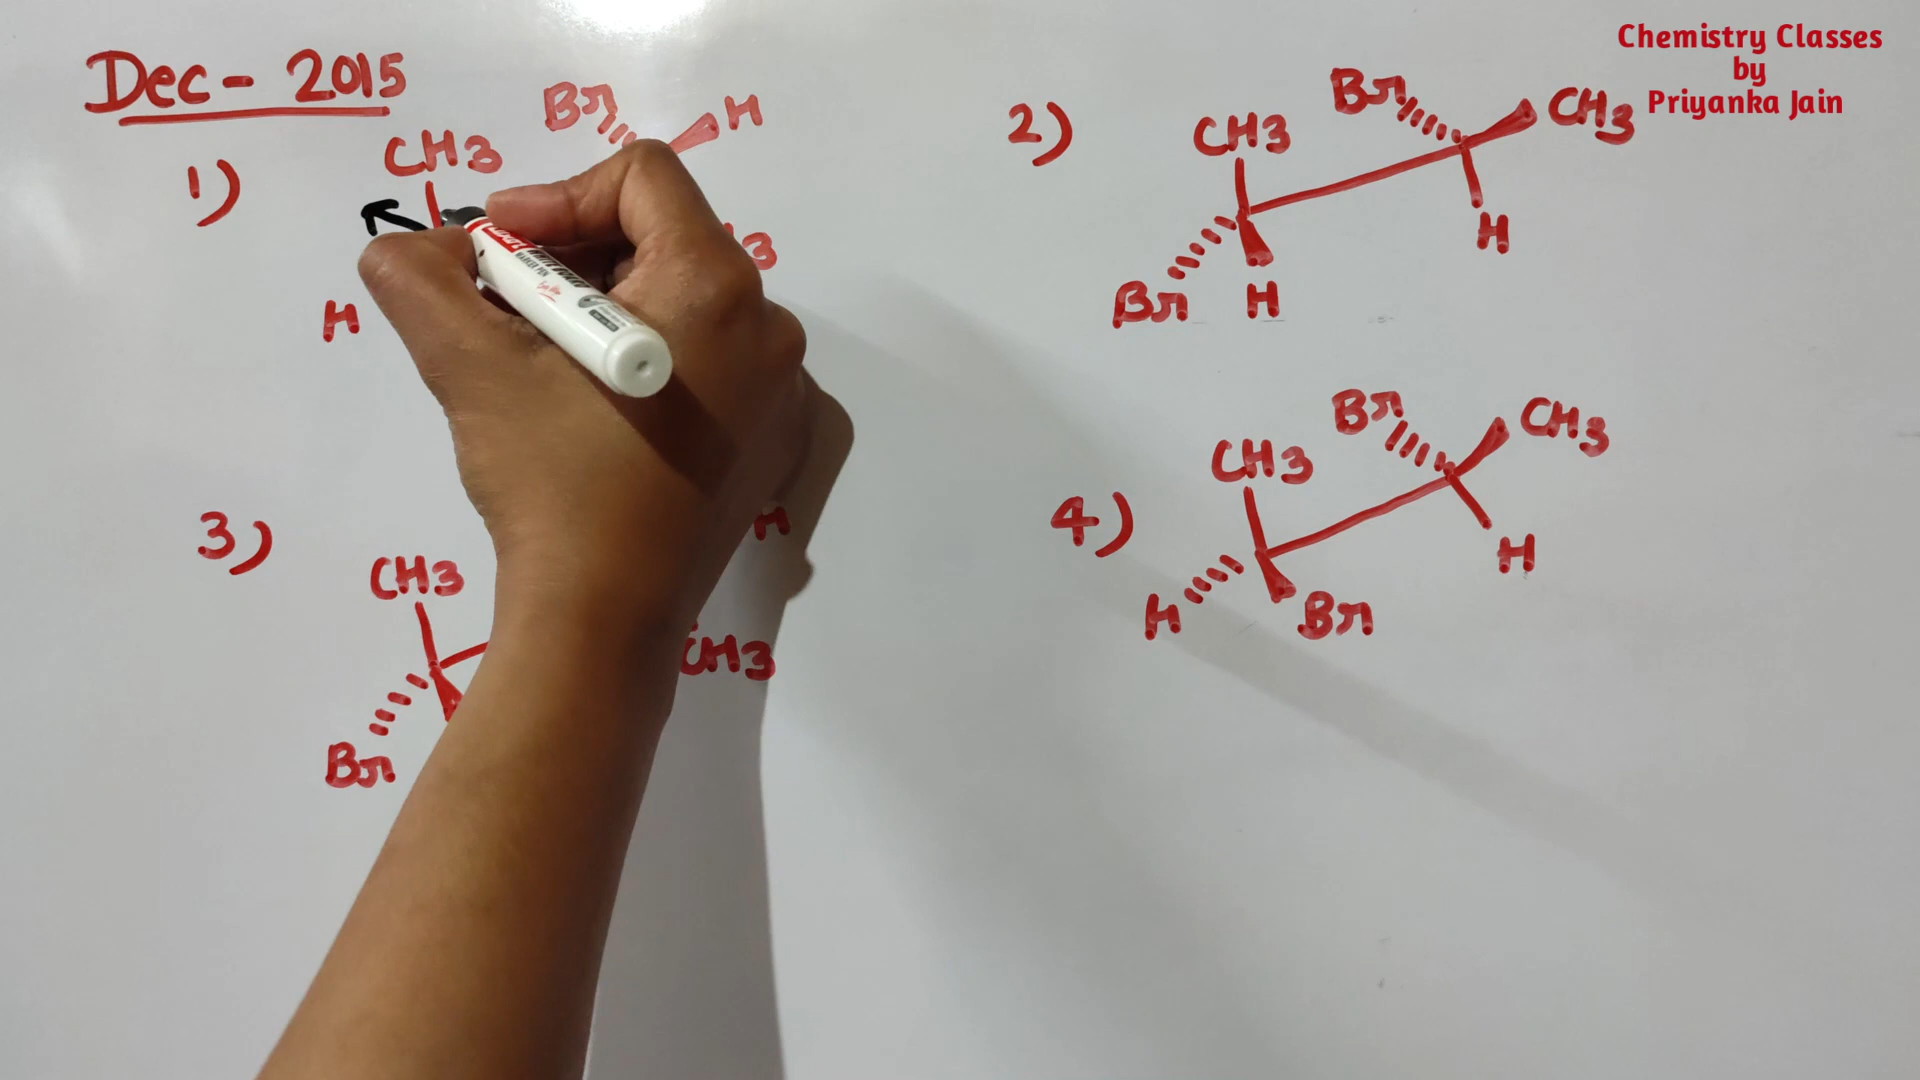 Chemistry Classes
by
Priyanka Jain
Dec - 2015
1)
CH3
Br
H
H
3
2)
CH3
Br
CH3
H
Br
H
3)
CH3
H
CH3
Br
4)
CH3
Br
CH3
H
H
Br